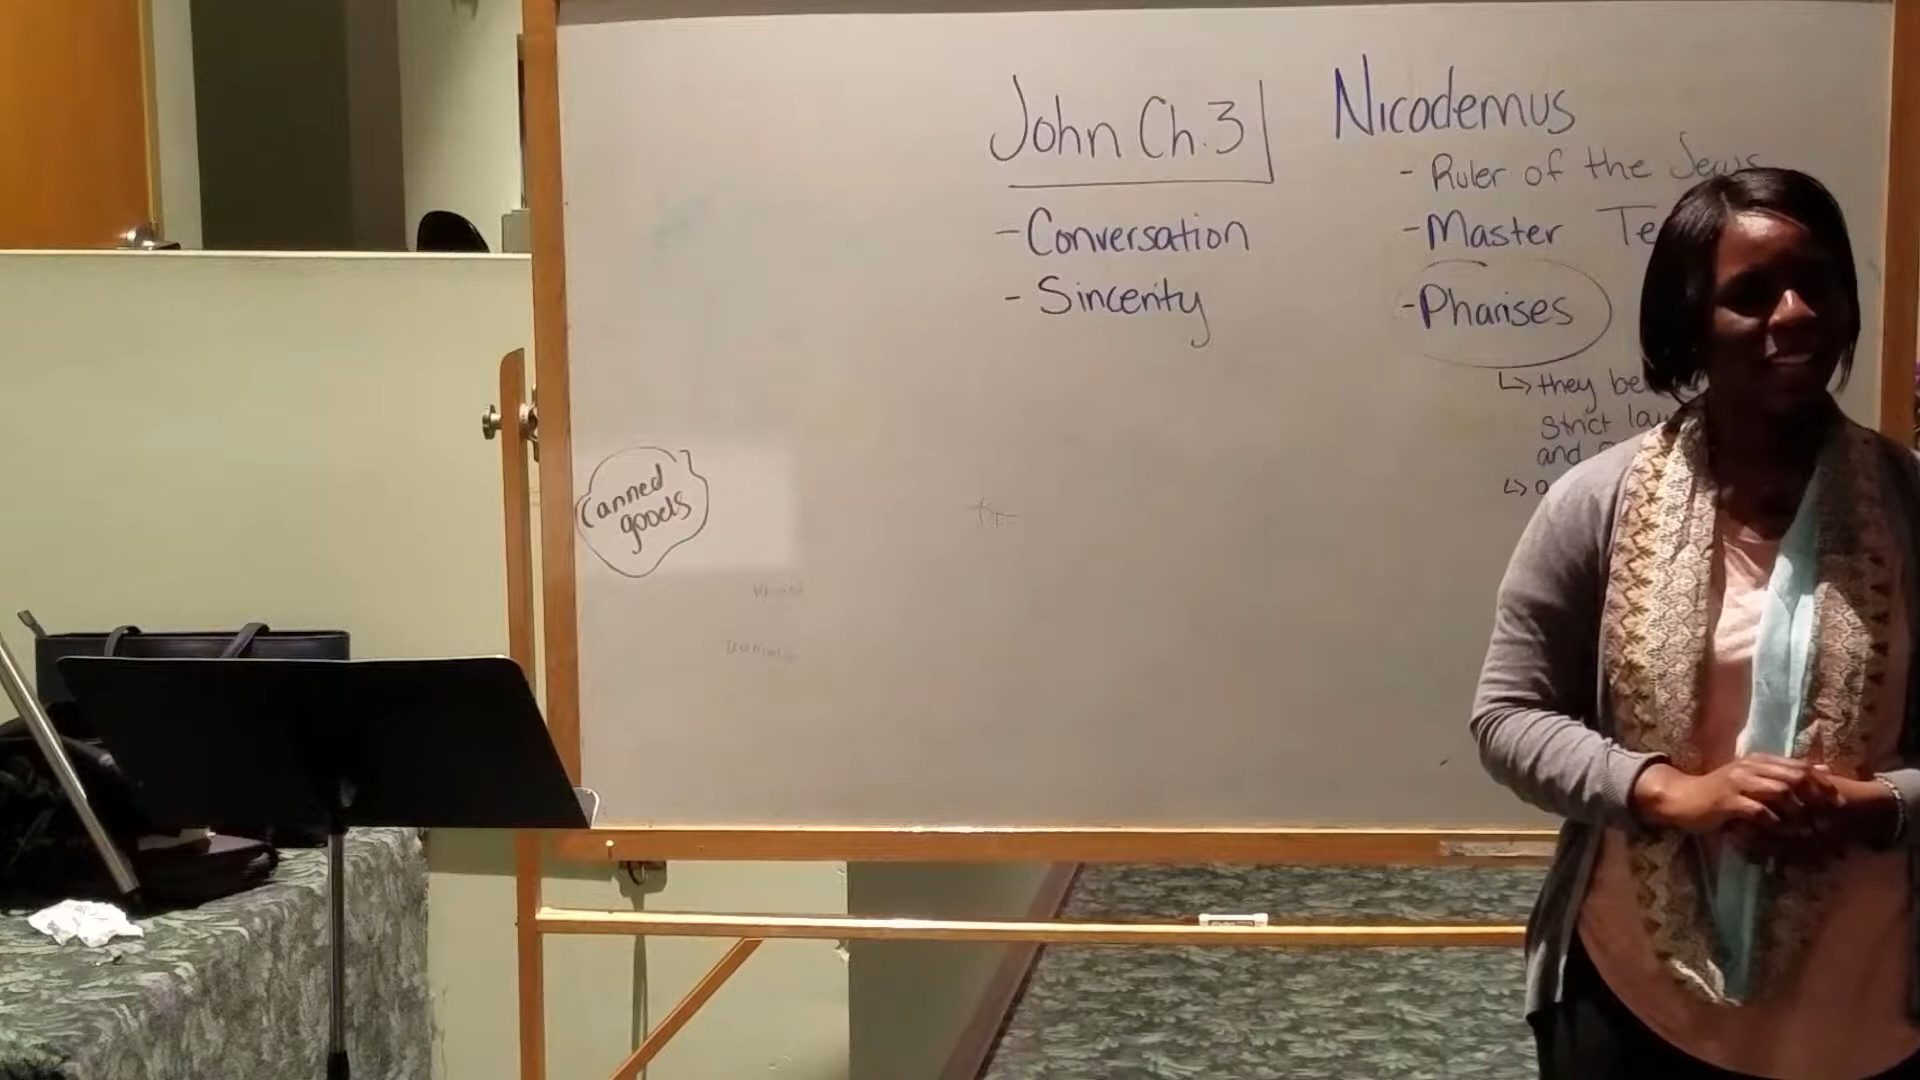 John Ch.3
- Conversation
- Sincerity
Nicodemus
- Ruler of the Jews
- Master Te
- Pharises
↳ they be
Strict law
and
Canned
goods